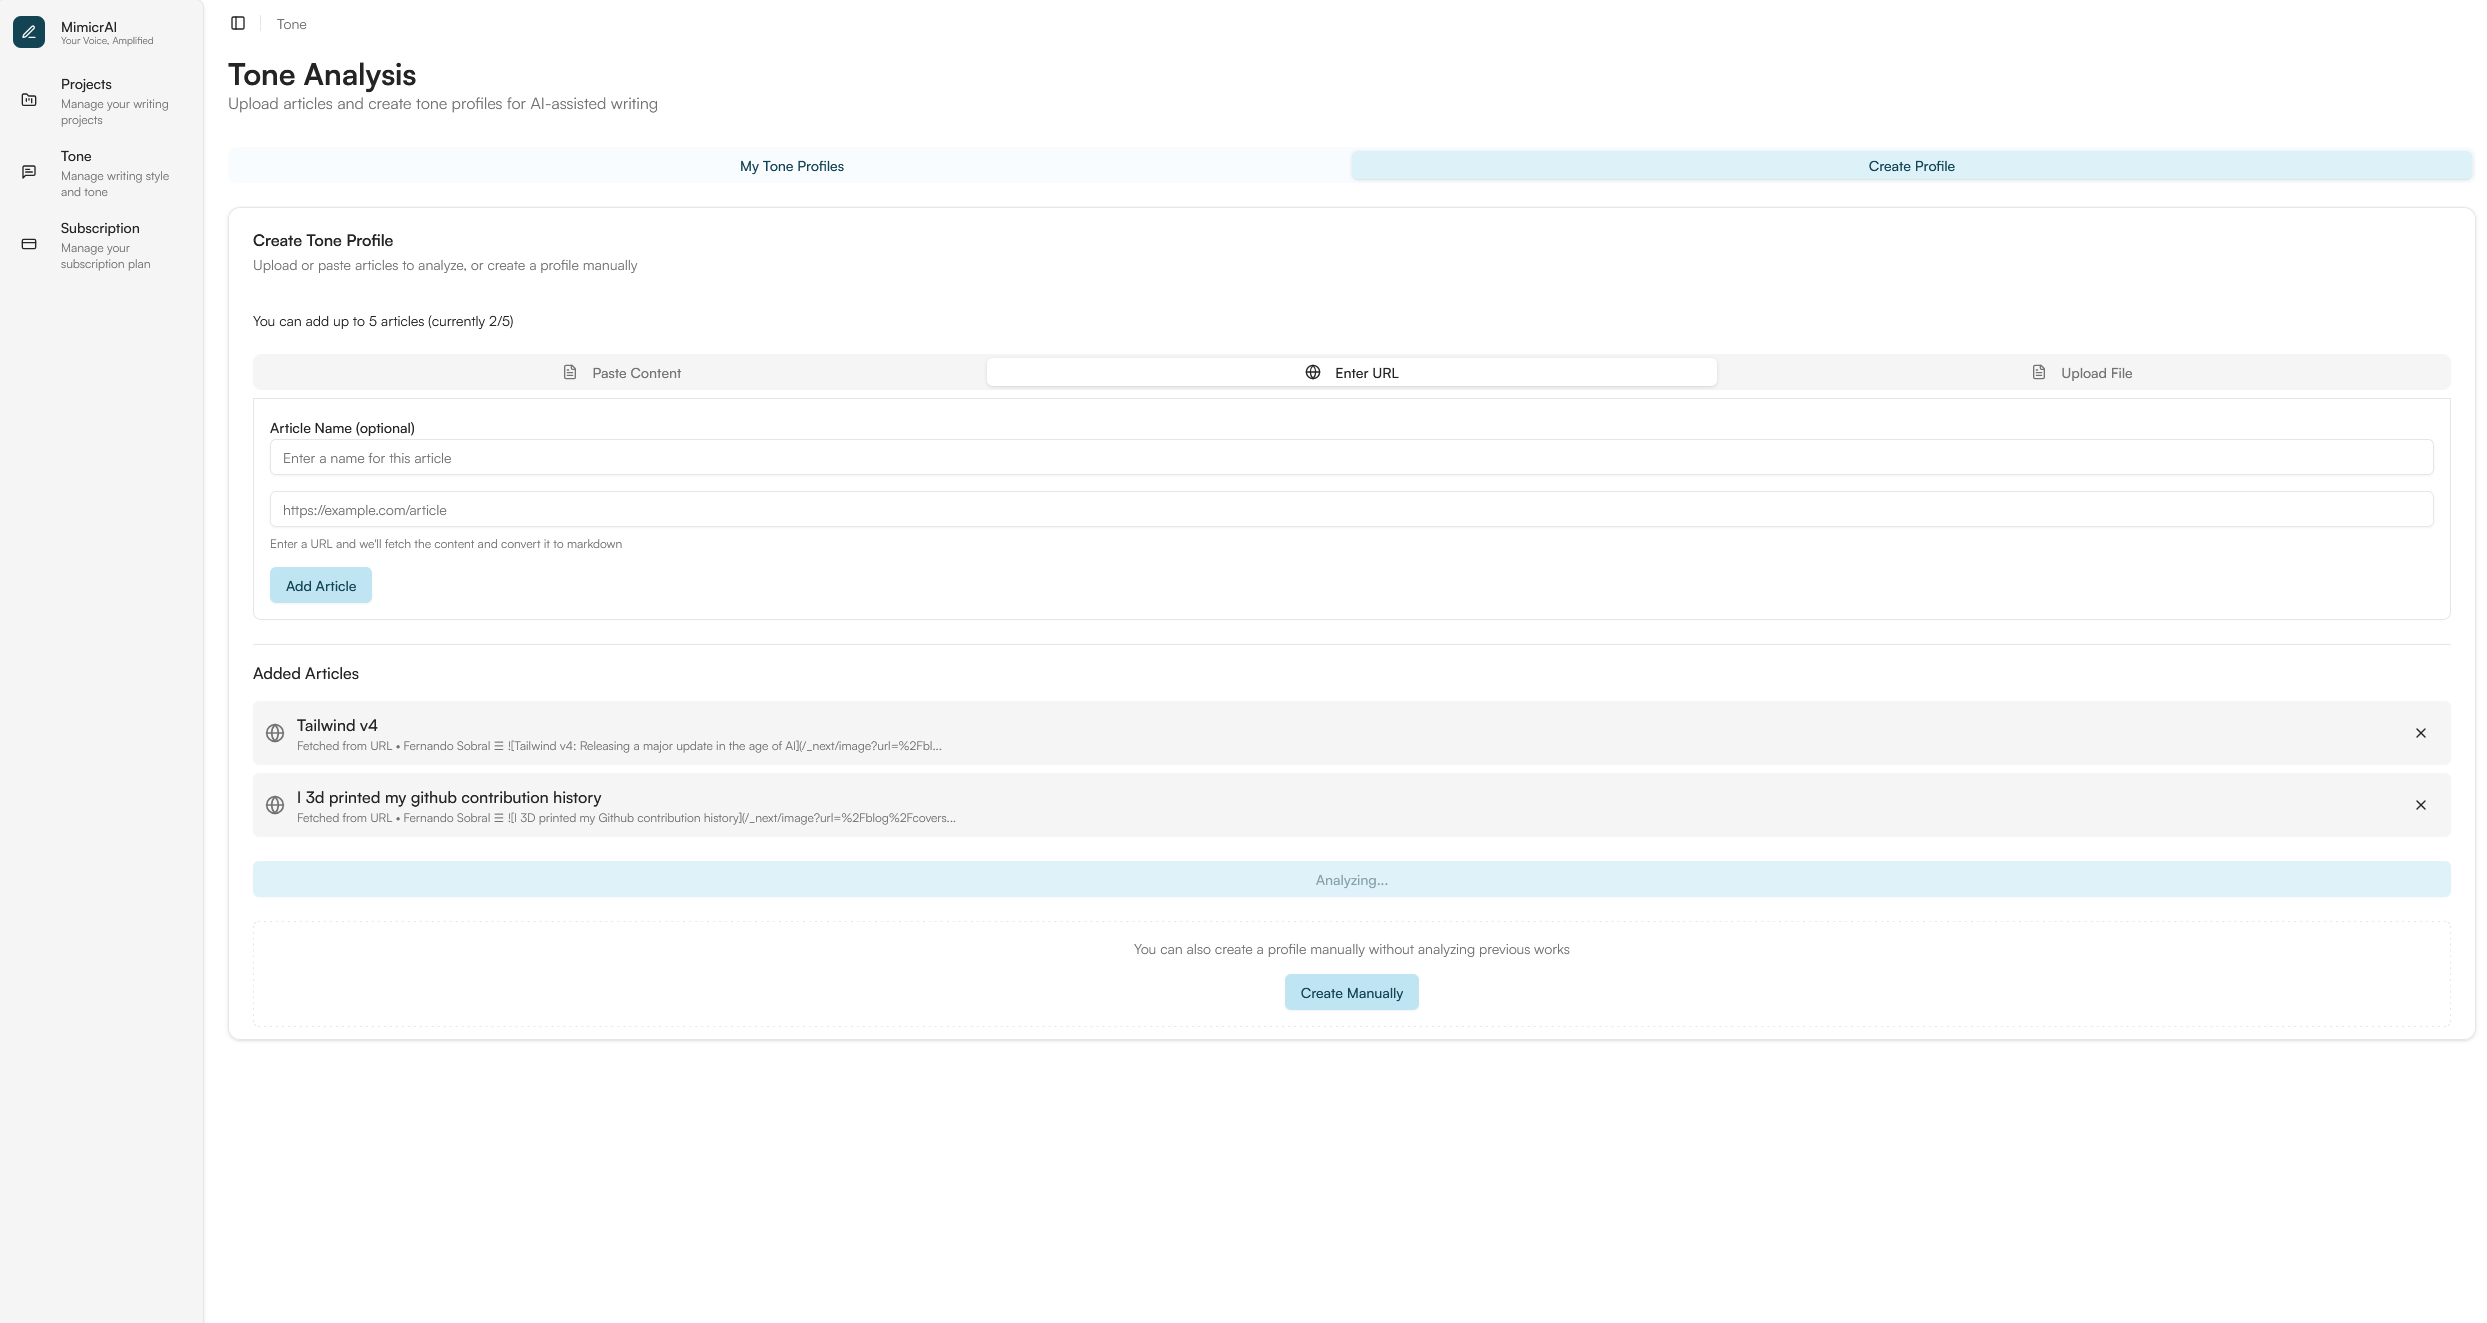 MimicrAI
Your Voice, Amplified
Projects
Manage your writing
projects
Tone
Manage writing style
and tone
Subscription
Manage your
subscription plan
Tone
Tone Analysis
Upload articles and create tone profiles for AI-assisted writing
My Tone Profiles
Create Profile
Create Tone Profile
Upload or paste articles to analyze, or create a profile manually
You can add up to 5 articles (currently 2/5)
Paste Content
Enter URL
Upload File
Article Name (optional)
Enter a name for this article
https://example.com/article
Enter a URL and we'll fetch the content and convert it to markdown
Add Article
Added Articles
Tailwind v4
Fetched from URL • Fernando Sobral ☰ ![Tailwind v4: Releasing a major update in the age of AI](/_next/image?url=%2Fbl...
I 3d printed my github contribution history
Fetched from URL • Fernando Sobral ☰ ![I 3D printed my Github contribution history](/_next/image?url=%2Fblog%2Fcovers...
Analyzing...
You can also create a profile manually without analyzing previous works
Create Manually